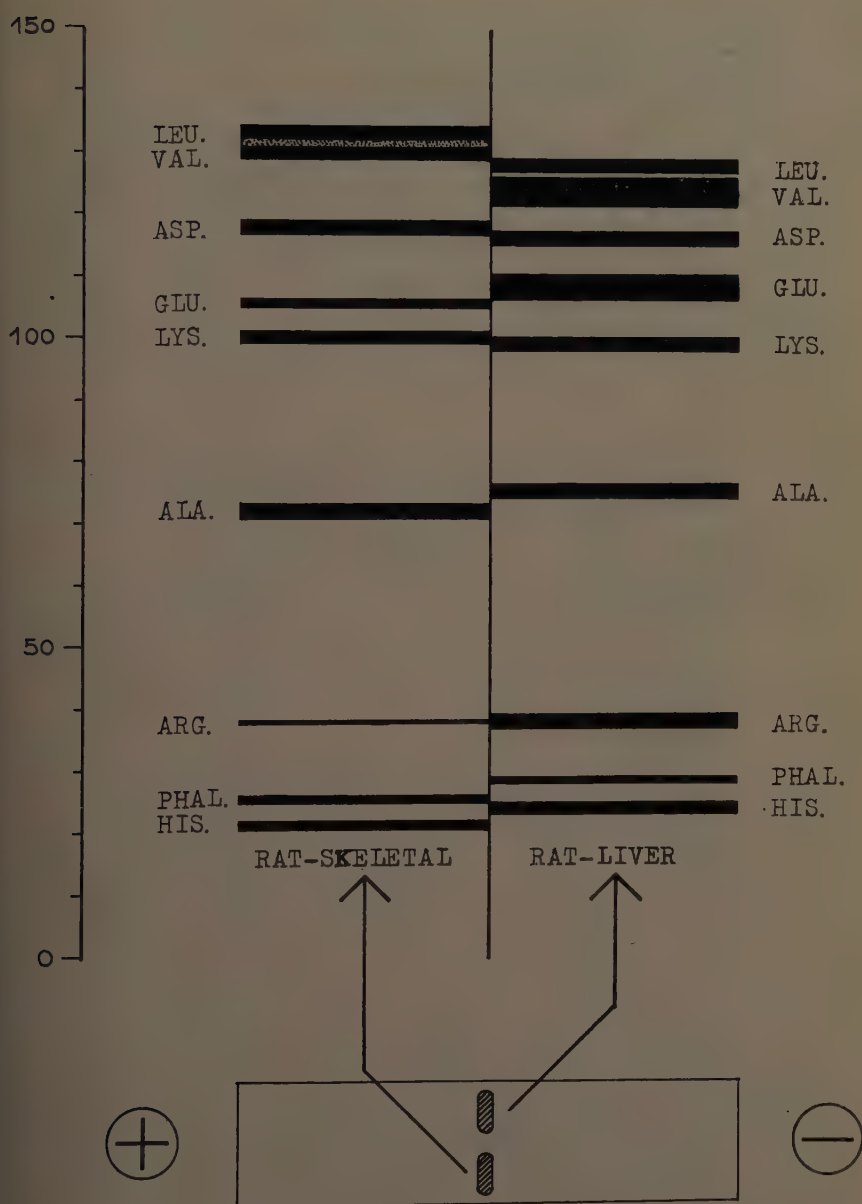 150
LEU.
VAL.
LEU.
VAL.
ASP.
ASP.
GLU.
GLU.
100
LYS.
LYS.
ALA.
ALA.
50
ARG.
ARG.
PHAL.
PHAL.
HIS.
HIS.
RAT-SKELETAL RAT-LIVER
0
+ −